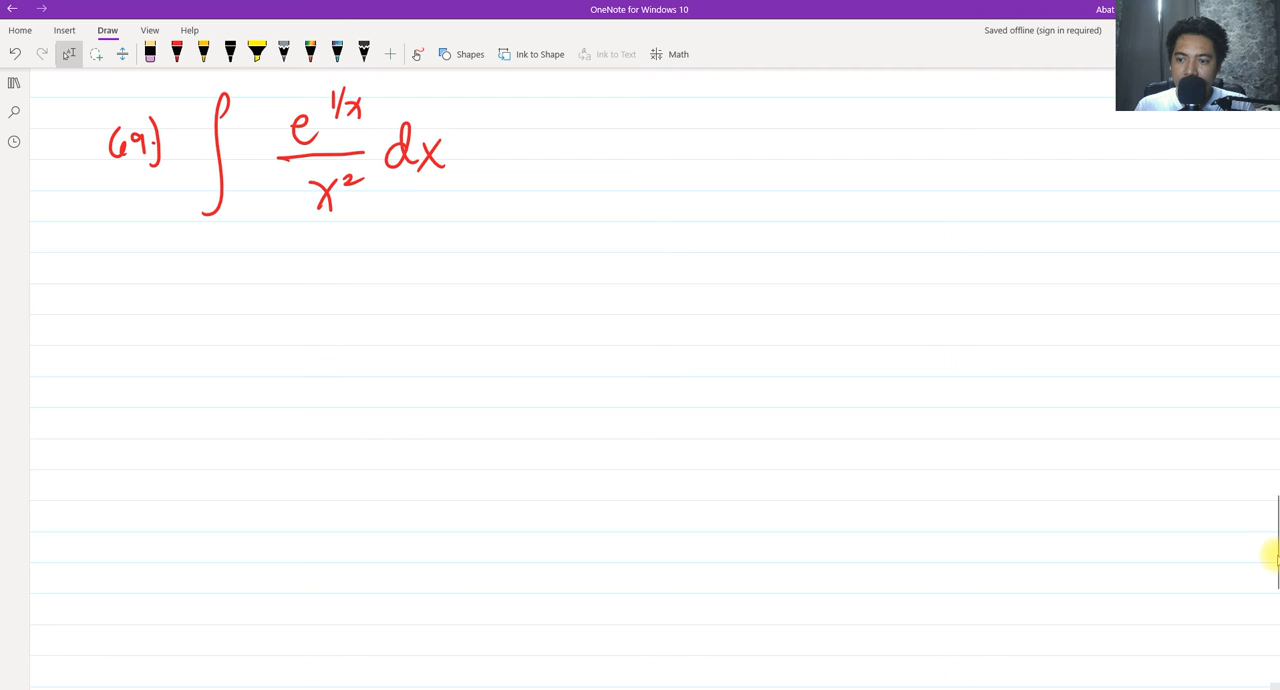 OneNote for Windows 10
Abat
Home Insert Draw View Help
Saved offline (sign in required)
Shapes Ink to Shape Ink to Text Math
69.) ∫ e^{1/x} / x² dx